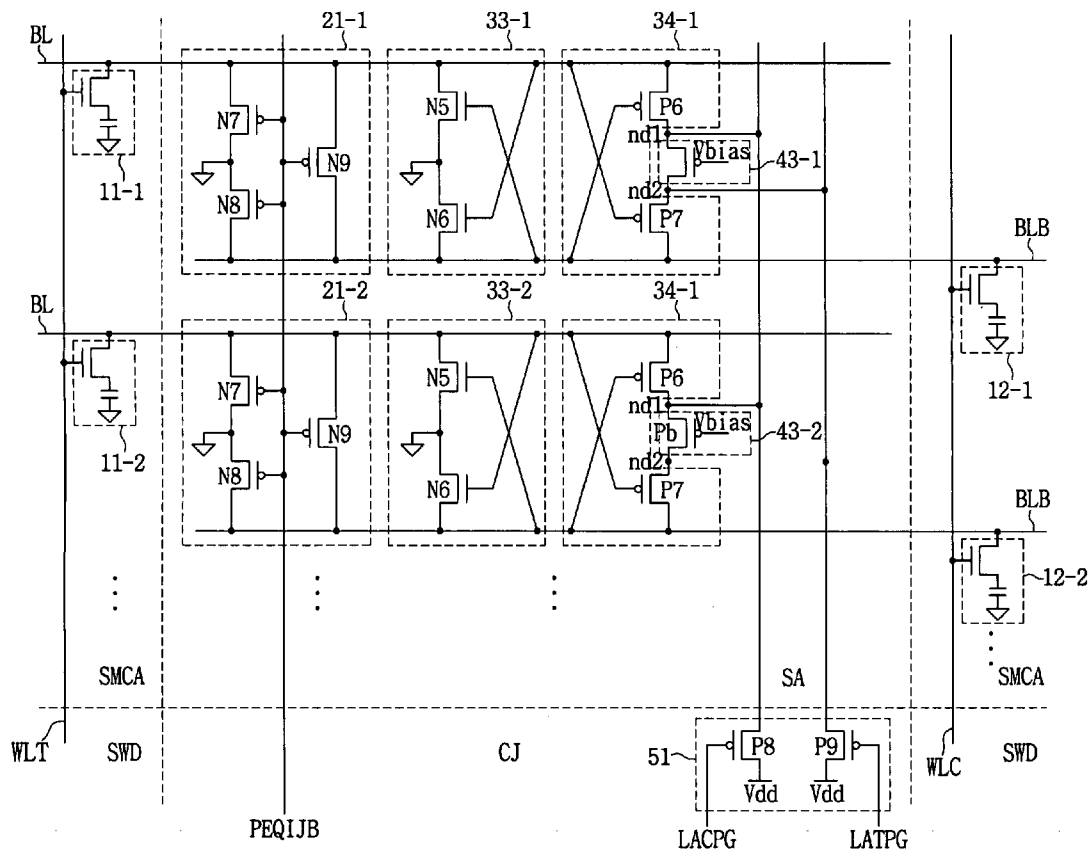 21-1 33-1 34-1
BL
N7 N5 P6
nd1 Vbias 43-1
N9
11-1
nd2
N8 N6 P7
BLB
21-2 33-2 34-1
BL
12-1
N7 N5 P6
nd1 Vbias 43-2
N9 Pb
11-2
nd2
N8 N6 P7
BLB
12-2
SMCA SA SMCA
WLT SWD CJ 51 P8 P9 WLC SWD
Vdd Vdd
PEQIJB LACPG LATPG